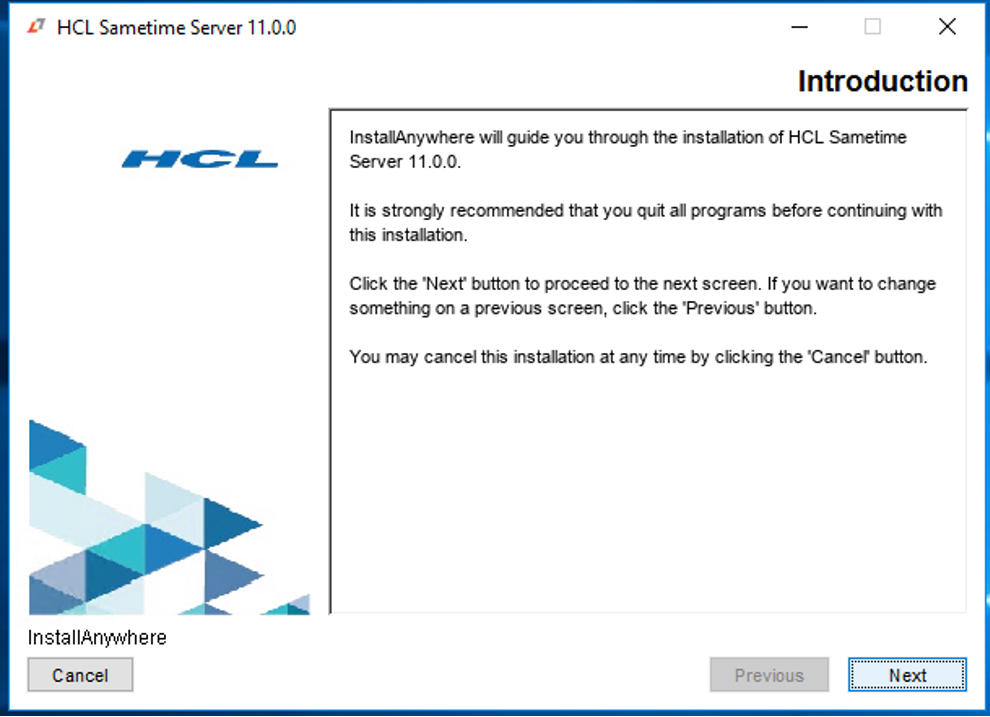 HCL Sametime Server 11.0.0
Introduction
HCL
InstallAnywhere will guide you through the installation of HCL Sametime
Server 11.0.0.
It is strongly recommended that you quit all programs before continuing with
this installation.
Click the 'Next' button to proceed to the next screen. If you want to change
something on a previous screen, click the 'Previous' button.
You may cancel this installation at any time by clicking the 'Cancel' button.
InstallAnywhere
Cancel
Previous
Next